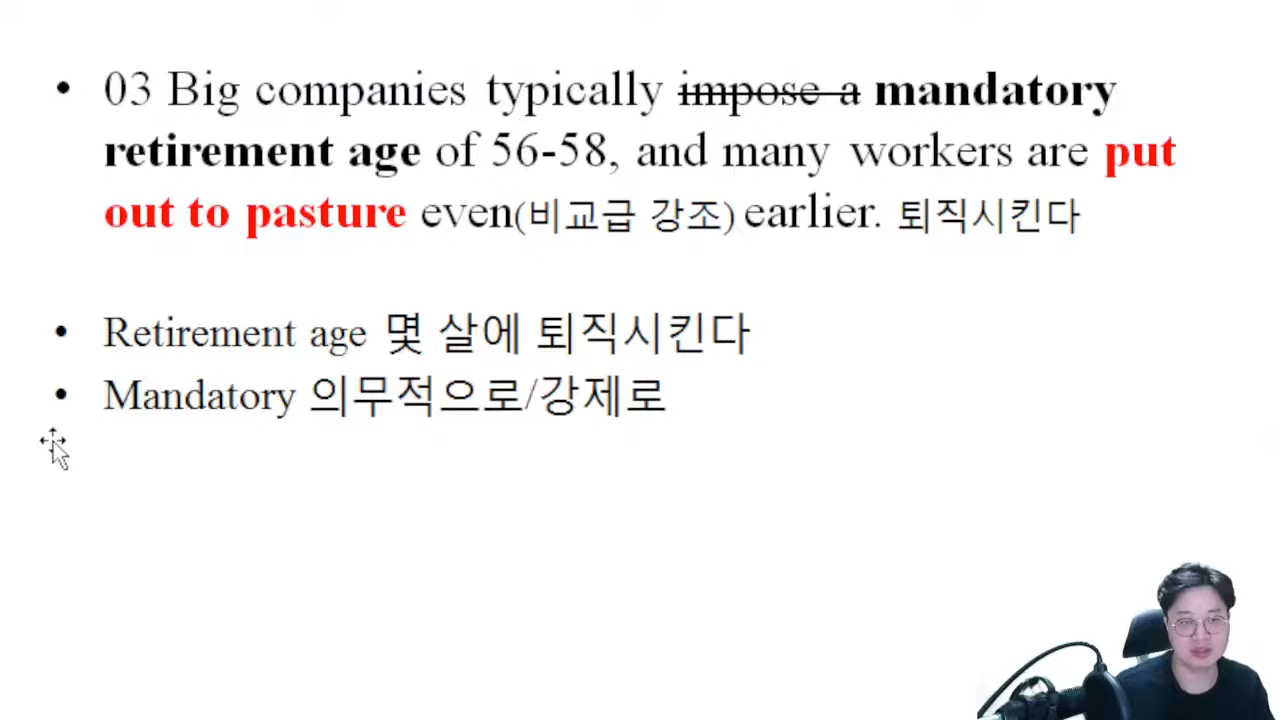 • 03 Big companies typically impose a mandatory
retirement age of 56-58, and many workers are put
out to pasture even(비교급 강조) earlier. 퇴직시킨다
• Retirement age 몇 살에 퇴직시킨다
• Mandatory 의무적으로/강제로